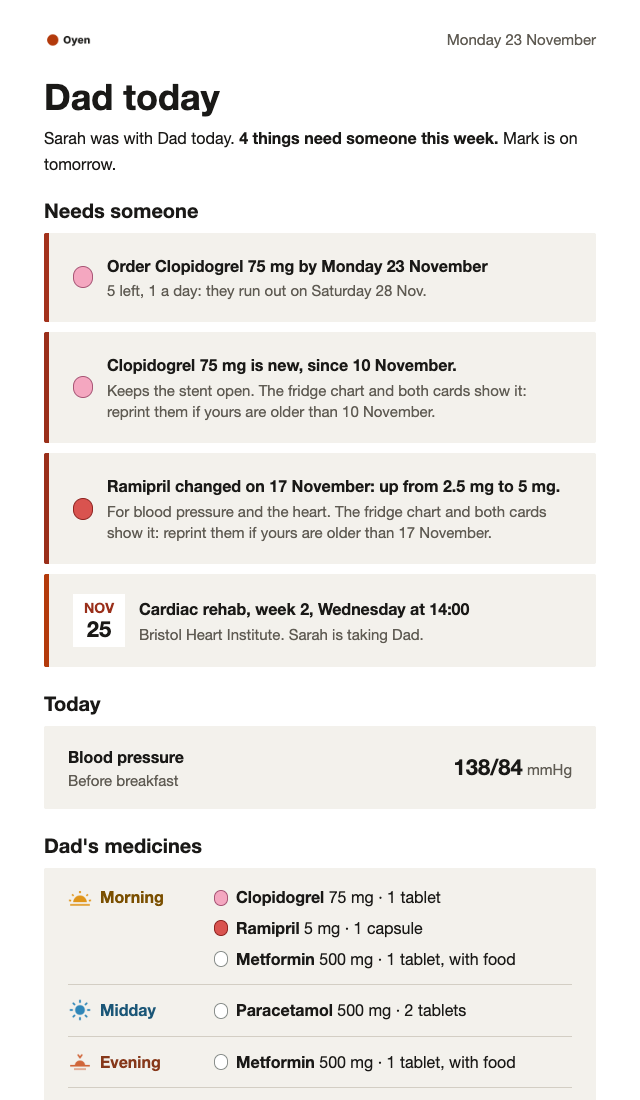 Oyen
Monday 23 November
Dad today
Sarah was with Dad today. 4 things need someone this week. Mark is on
tomorrow.
Needs someone
Order Clopidogrel 75 mg by Monday 23 November
5 left, 1 a day: they run out on Saturday 28 Nov.
Clopidogrel 75 mg is new, since 10 November.
Keeps the stent open. The fridge chart and both cards show it:
reprint them if yours are older than 10 November.
Ramipril changed on 17 November: up from 2.5 mg to 5 mg.
For blood pressure and the heart. The fridge chart and both cards
show it: reprint them if yours are older than 17 November.
NOV
25
Cardiac rehab, week 2, Wednesday at 14:00
Bristol Heart Institute. Sarah is taking Dad.
Today
Blood pressure
Before breakfast
138/84 mmHg
Dad's medicines
Morning
Clopidogrel 75 mg · 1 tablet
Ramipril 5 mg · 1 capsule
Metformin 500 mg · 1 tablet, with food
Midday
Paracetamol 500 mg · 2 tablets
Evening
Metformin 500 mg · 1 tablet, with food